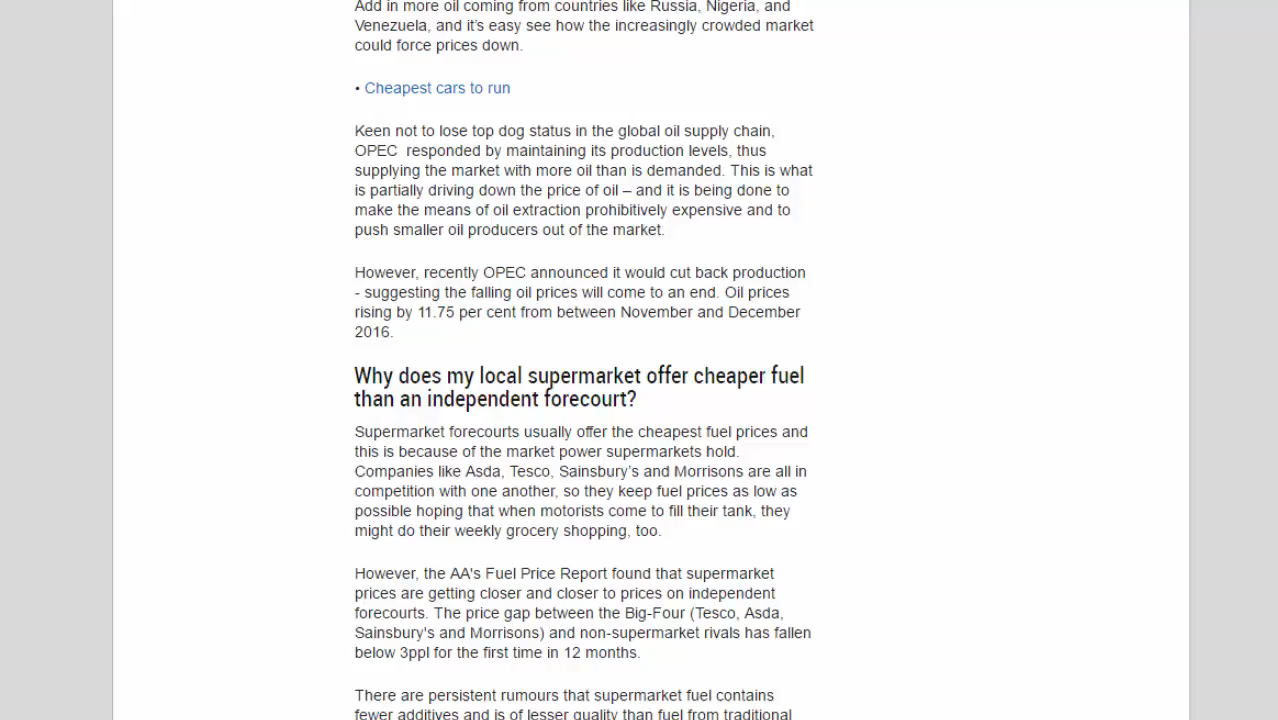 Add in more oil coming from countries like Russia, Nigeria, and
Venezuela, and it's easy see how the increasingly crowded market
could force prices down.
• Cheapest cars to run
Keen not to lose top dog status in the global oil supply chain,
OPEC  responded by maintaining its production levels, thus
supplying the market with more oil than is demanded. This is what
is partially driving down the price of oil – and it is being done to
make the means of oil extraction prohibitively expensive and to
push smaller oil producers out of the market.
However, recently OPEC announced it would cut back production
- suggesting the falling oil prices will come to an end. Oil prices
rising by 11.75 per cent from between November and December
2016.
Why does my local supermarket offer cheaper fuel
than an independent forecourt?
Supermarket forecourts usually offer the cheapest fuel prices and
this is because of the market power supermarkets hold.
Companies like Asda, Tesco, Sainsbury’s and Morrisons are all in
competition with one another, so they keep fuel prices as low as
possible hoping that when motorists come to fill their tank, they
might do their weekly grocery shopping, too.
However, the AA's Fuel Price Report found that supermarket
prices are getting closer and closer to prices on independent
forecourts. The price gap between the Big-Four (Tesco, Asda,
Sainsbury's and Morrisons) and non-supermarket rivals has fallen
below 3ppl for the first time in 12 months.
There are persistent rumours that supermarket fuel contains
fewer additives and is of lesser quality than fuel from traditional